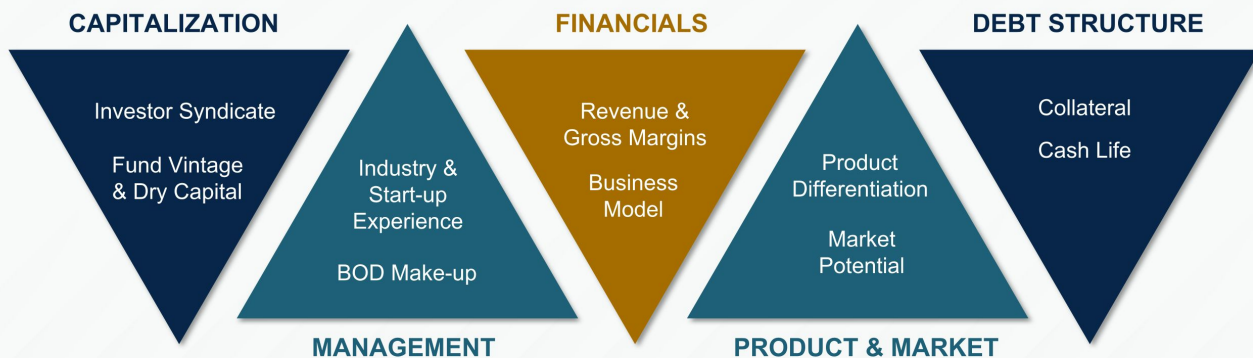 CAPITALIZATION
Investor Syndicate
Fund Vintage
& Dry Capital
Industry &
Start-up
Experience
BOD Make-up
MANAGEMENT
FINANCIALS
Revenue &
Gross Margins
Business
Model
Product
Differentiation
Market
Potential
PRODUCT & MARKET
DEBT STRUCTURE
Collateral
Cash Life